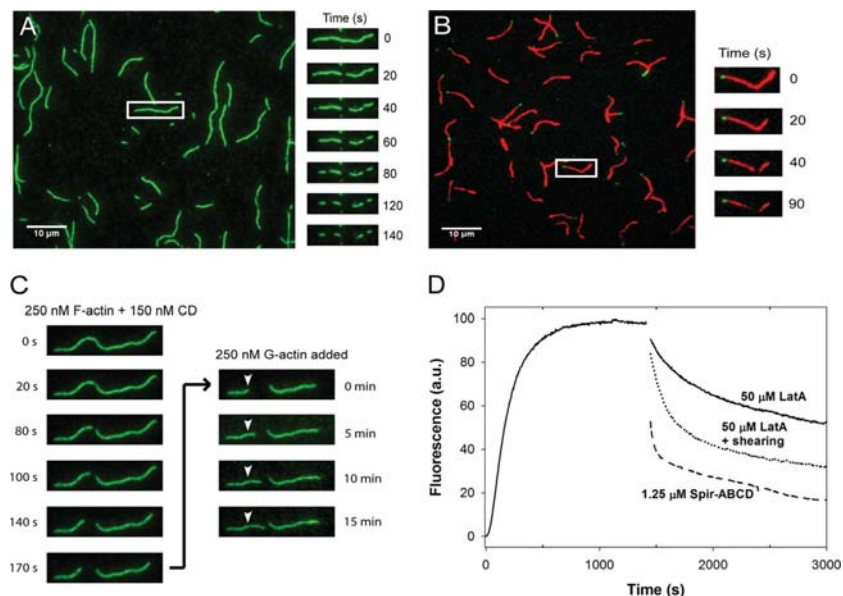 A
Time (s)
0
20
40
60
80
120
140
10 µm
B
Time (s)
0
20
40
90
10 µm
C
250 nM F-actin + 150 nM CD
0 s
20 s
80 s
100 s
140 s
170 s
250 nM G-actin added
0 min
5 min
10 min
15 min
D
Fluorescence (a.u.)
100
80
60
40
20
0
50 µM LatA
50 µM LatA
+ shearing
1.25 µM Spir-ABCD
0
1000
2000
3000
Time (s)